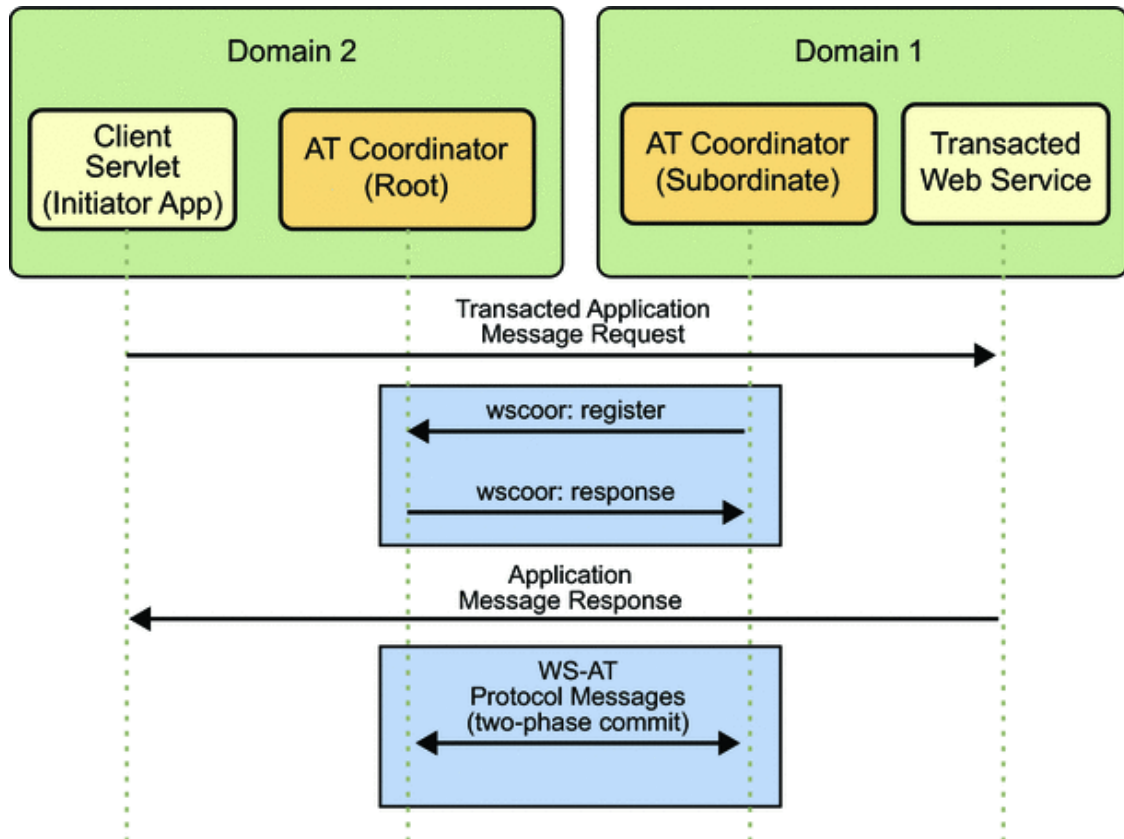 Domain 2
Domain 1
Client
Servlet
(Initiator App)
AT Coordinator
(Root)
AT Coordinator
(Subordinate)
Transacted
Web Service
Transacted Application
Message Request
wscoor: register
wscoor: response
Application
Message Response
WS-AT
Protocol Messages
(two-phase commit)